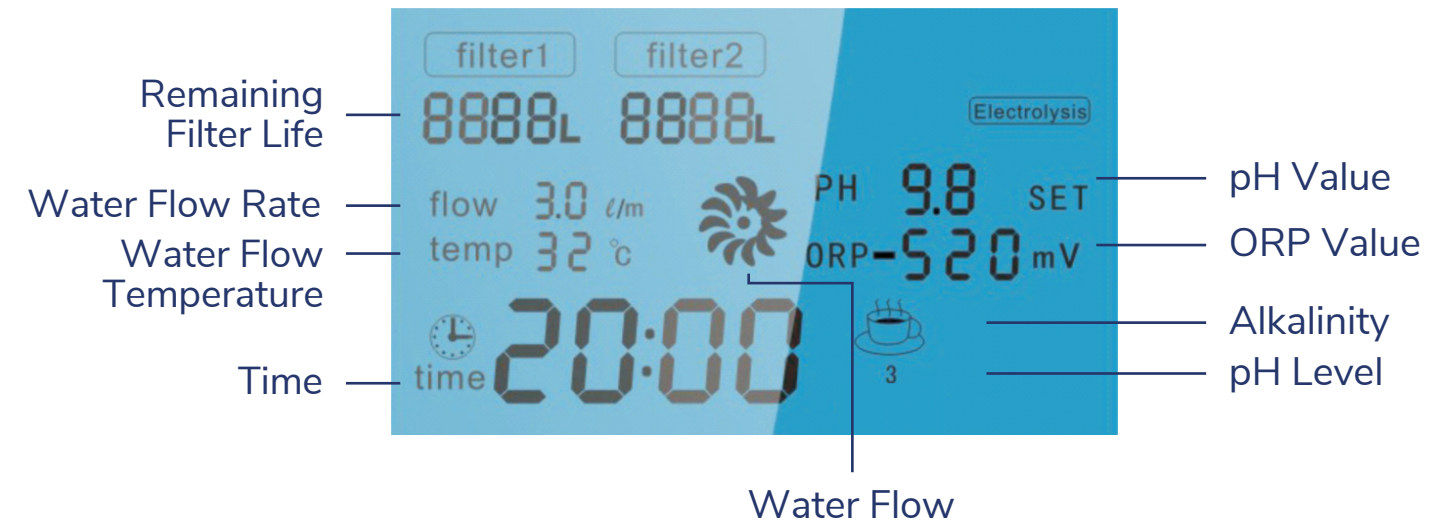 filter1 filter2
Remaining
Filter Life
8888L 8888L
Electrolysis
Water Flow Rate
flow 3.0 ℓ/m
PH 9.8 SET
pH Value
Water Flow
Temperature
temp 32 °C
ORP -520 mV
ORP Value
Alkalinity
Time
time 20:00
3
pH Level
Water Flow